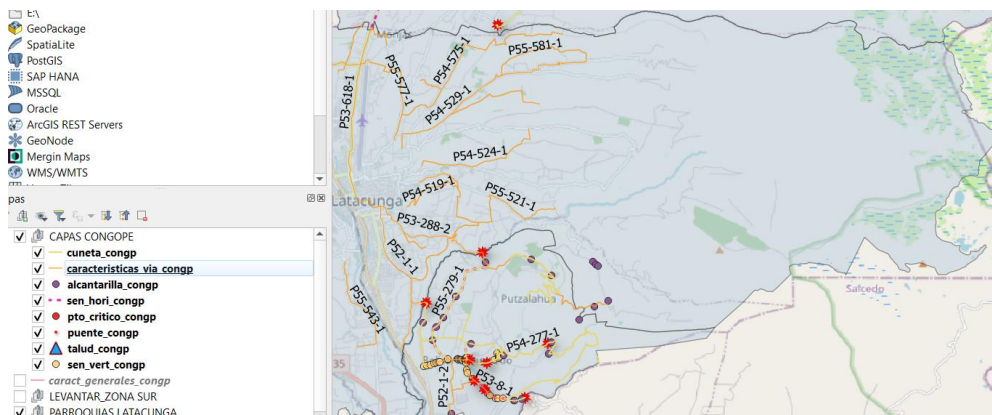 E:\
GeoPackage
SpatiaLite
PostGIS
SAP HANA
MSSQL
Oracle
ArcGIS REST Servers
GeoNode
Mergin Maps
WMS/WMTS
pas
CAPAS CONGOPE
cuneta_congp
caracteristicas_via_congp
alcantarilla_congp
sen_hori_congp
pto_critico_congp
puente_congp
talud_congp
sen_vert_congp
caract_generales_congp
LEVANTAR_ZONA SUR
PARROQUIAS LATACUNGA
P55-577-1
P54-575-1
P55-581-1
P53-618-1
P54-529-1
P54-524-1
P54-519-1
Latacunga
P55-521-1
P53-288-2
P52-1-1
P55-279-1
P55-543-1
Putzalahua
Salcedo
P54-277-1
35
P53-8-1
P52-1-2